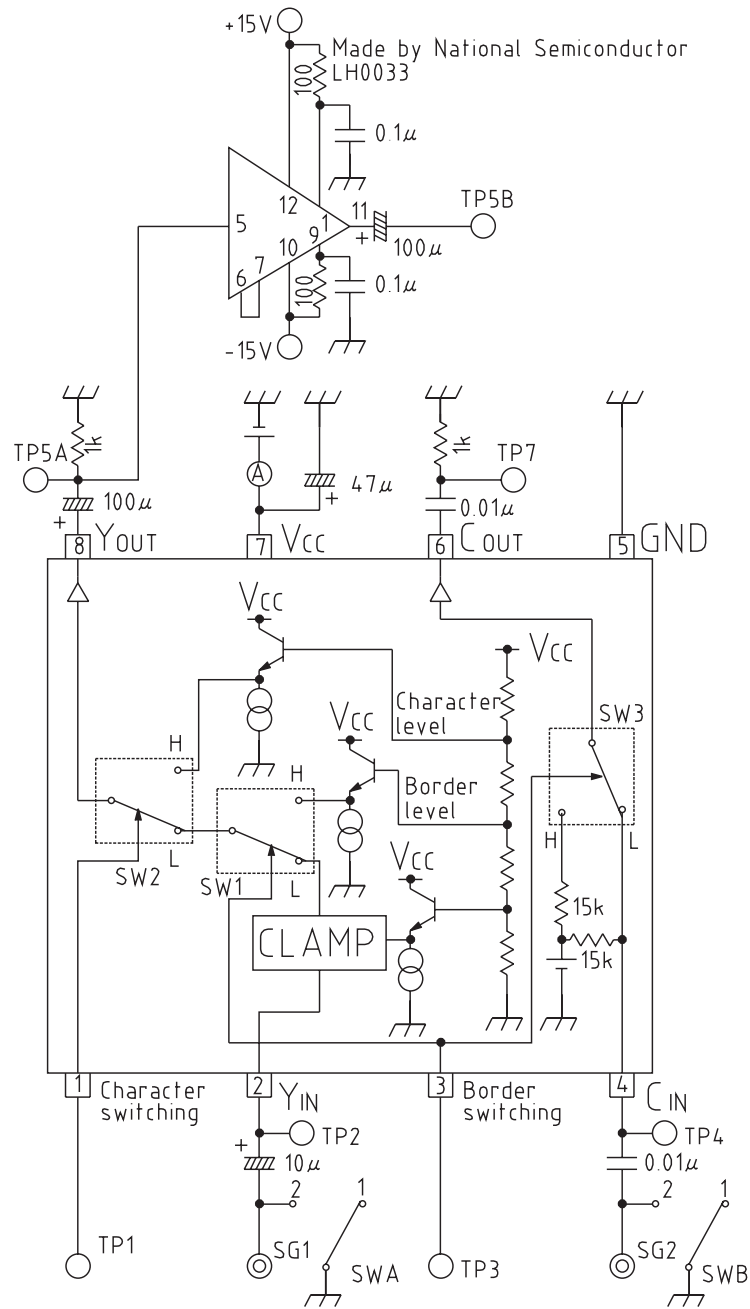 +15V
Made by National Semiconductor
LH0033
100
0.1μ
12
1
11
TP5B
5
+
100μ
9
10
7
6
100
0.1μ
-15V
1k
TP5A
100μ
+
A
47μ
+
1k
TP7
0.01μ
8 YOUT
7 VCC
6 COUT
5 GND
VCC
VCC
Character
level
SW3
VCC
H
H
Border
level
H
L
L
SW2
SW1
L
VCC
15k
CLAMP
15k
1
Character
switching
2
YIN
3
Border
switching
4
CIN
TP2
TP4
+
10μ
0.01μ
2
1
2
1
TP1
SG1
SWA
TP3
SG2
SWB